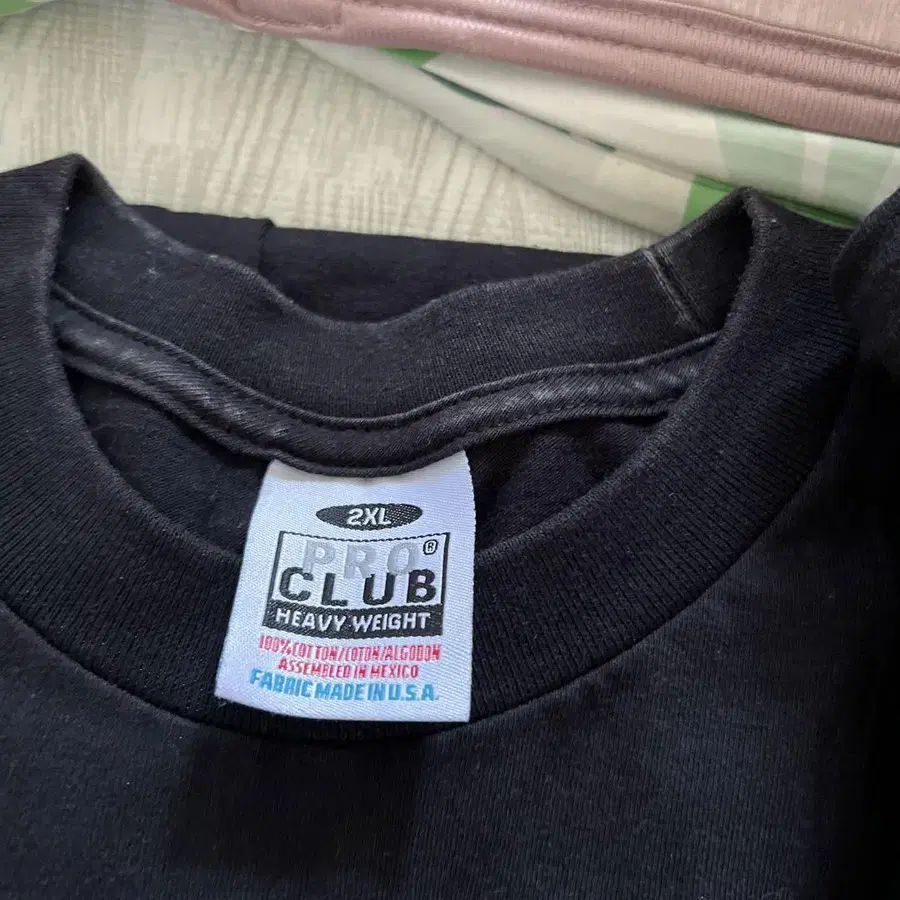 2XL
PRO®
CLUB
HEAVY WEIGHT
100% COTTON/COTON/ALGODON
ASSEMBLED IN MEXICO
FABRIC MADE IN U.S.A.